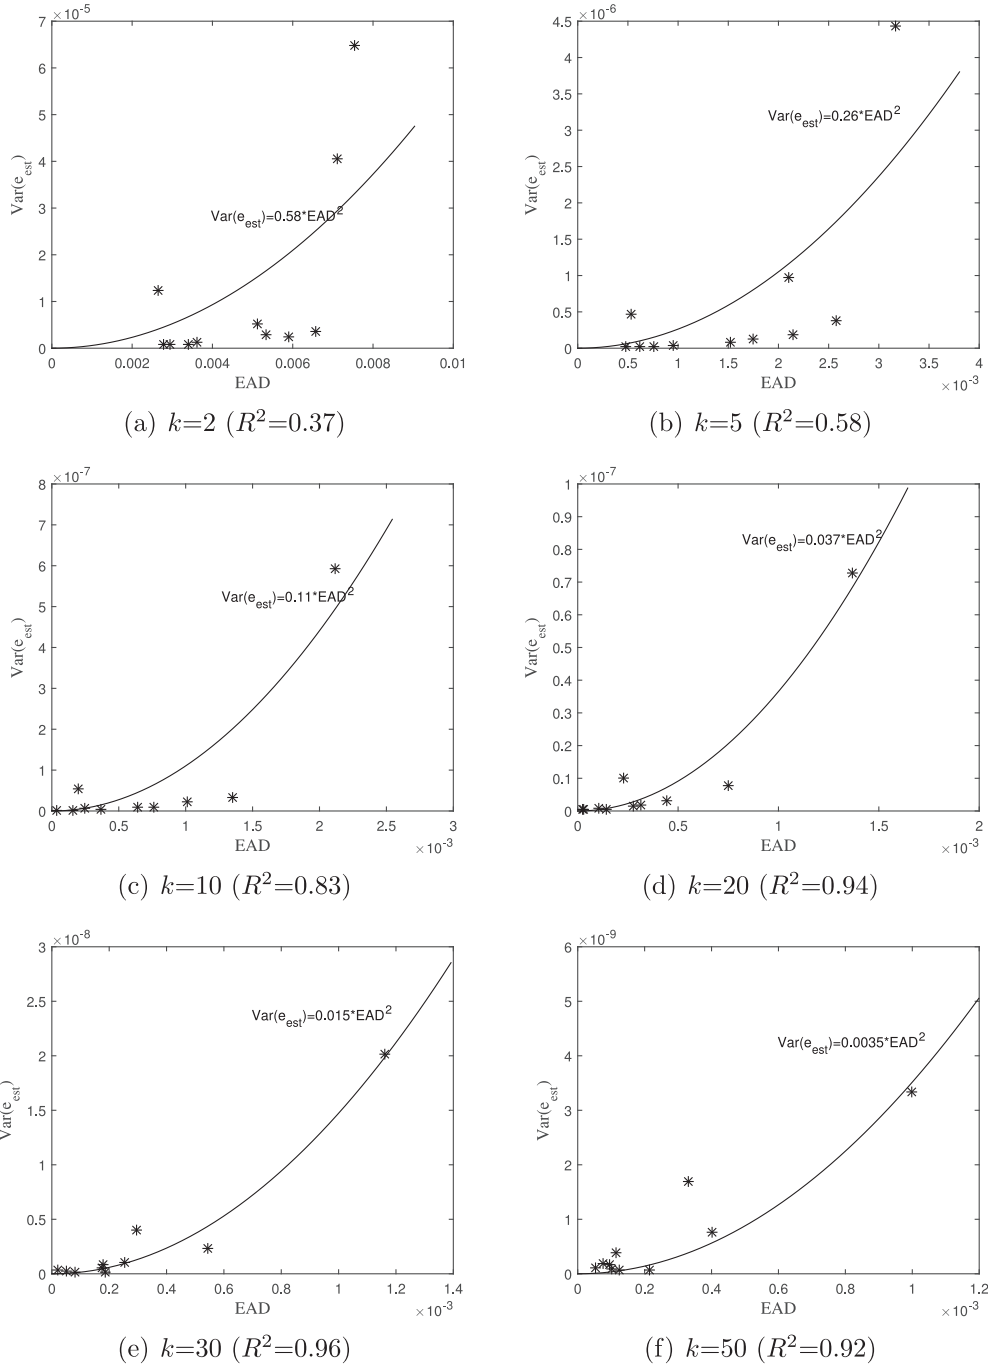 ×10⁻⁵
7
6
5
4
3
2
1
0
Var(e_est)
Var(e_est)=0.58*EAD²
0 0.002 0.004 0.006 0.008 0.01
EAD
(a) k=2 (R²=0.37)
×10⁻⁶
4.5
4
3.5
3
2.5
2
1.5
1
0.5
0
Var(e_est)
Var(e_est)=0.26*EAD²
0 0.5 1 1.5 2 2.5 3 3.5 4
EAD
×10⁻³
(b) k=5 (R²=0.58)
×10⁻⁷
8
7
6
5
4
3
2
1
0
Var(e_est)
Var(e_est)=0.11*EAD²
0 0.5 1 1.5 2 2.5 3
EAD
×10⁻³
(c) k=10 (R²=0.83)
×10⁻⁷
1
0.9
0.8
0.7
0.6
0.5
0.4
0.3
0.2
0.1
0
Var(e_est)
Var(e_est)=0.037*EAD²
0 0.5 1 1.5 2
EAD
×10⁻³
(d) k=20 (R²=0.94)
×10⁻⁸
3
2.5
2
1.5
1
0.5
0
Var(e_est)
Var(e_est)=0.015*EAD²
0 0.2 0.4 0.6 0.8 1 1.2 1.4
EAD
×10⁻³
(e) k=30 (R²=0.96)
×10⁻⁹
6
5
4
3
2
1
0
Var(e_est)
Var(e_est)=0.0035*EAD²
0 0.2 0.4 0.6 0.8 1 1.2
EAD
×10⁻³
(f) k=50 (R²=0.92)